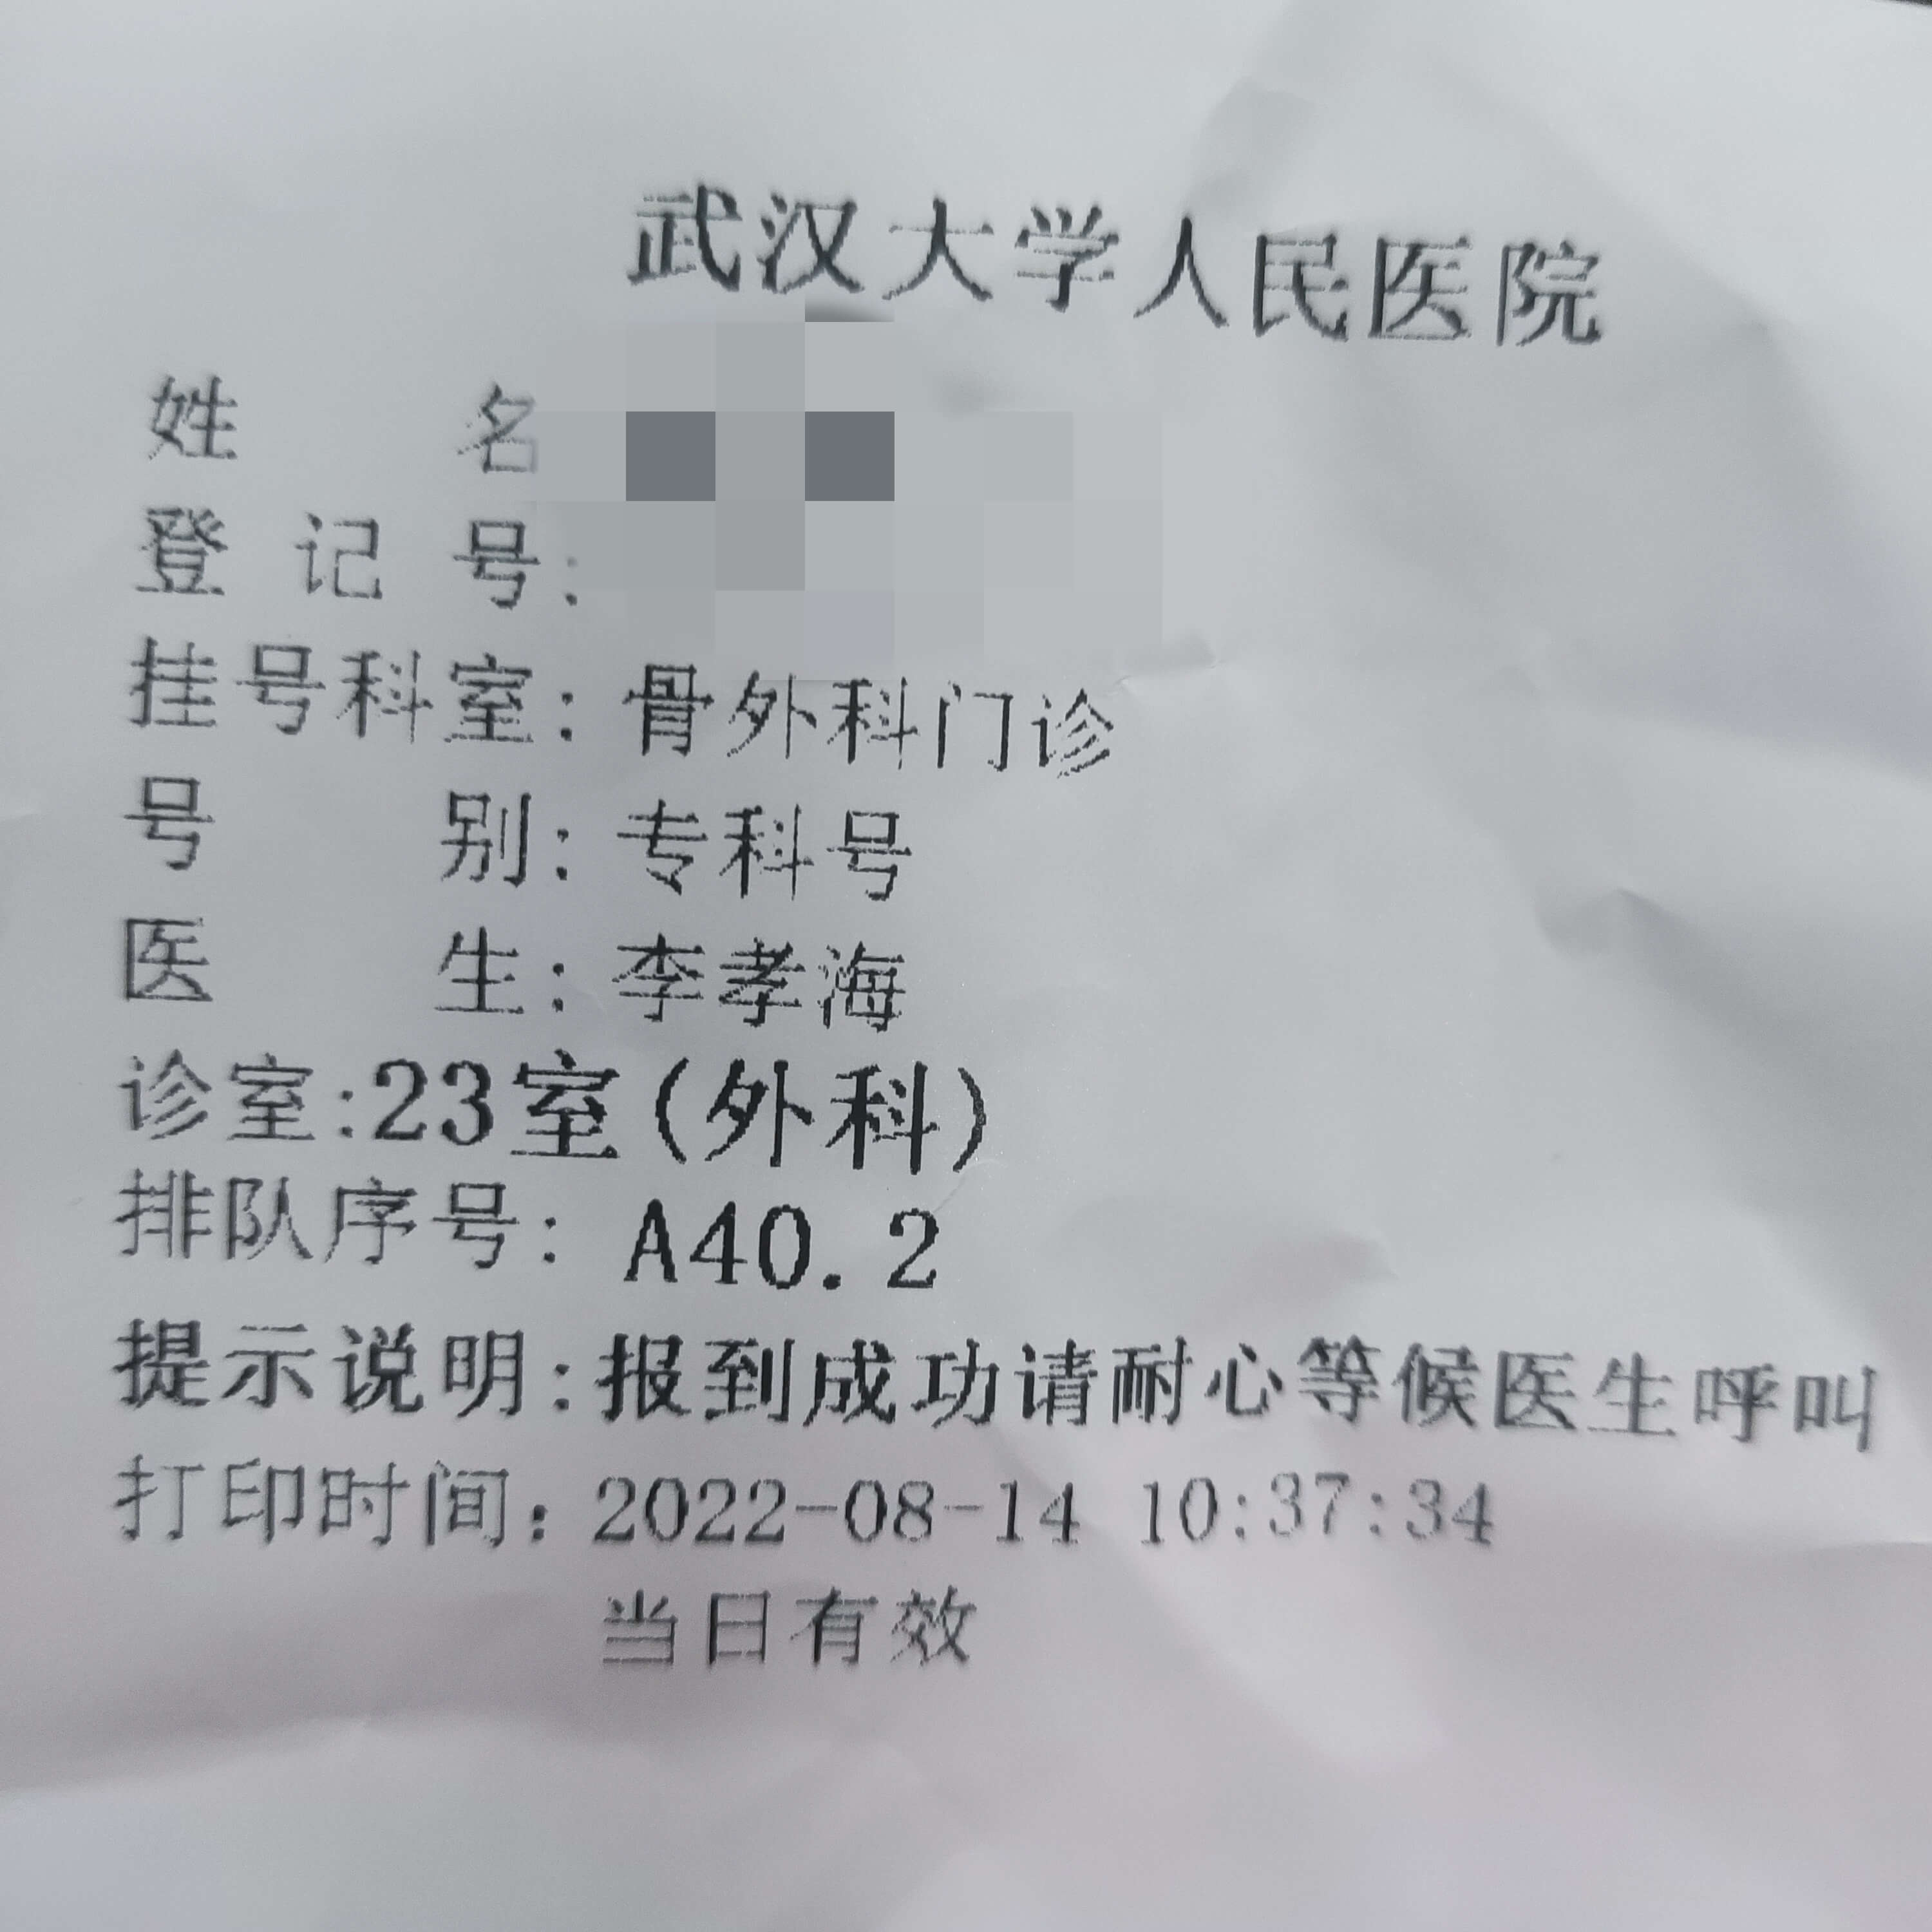 武汉大学人民医院
姓 名
登 记 号:
挂号科室: 骨外科门诊
号 别: 专科号
医 生: 李孝海
诊室:23室(外科)
排队序号: A40.2
提示说明:报到成功请耐心等候医生呼叫
打印时间: 2022-08-14 10:37:34
当日有效